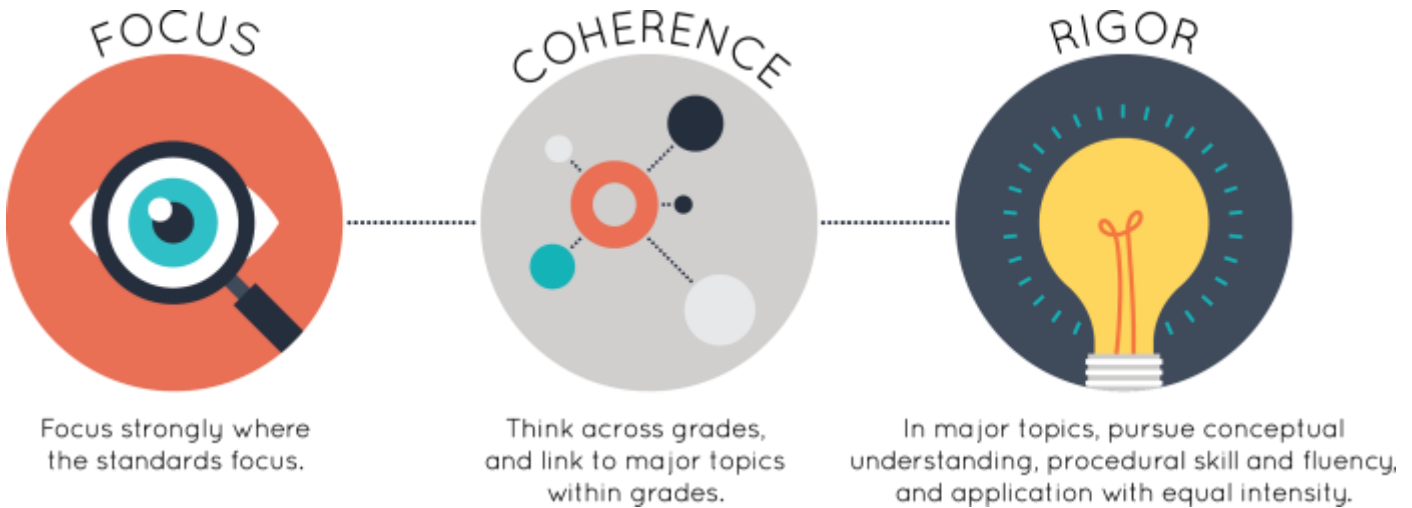 FOCUS
Focus strongly where
the standards focus.
COHERENCE
Think across grades,
and link to major topics
within grades.
RIGOR
In major topics, pursue conceptual
understanding, procedural skill and fluency,
and application with equal intensity.